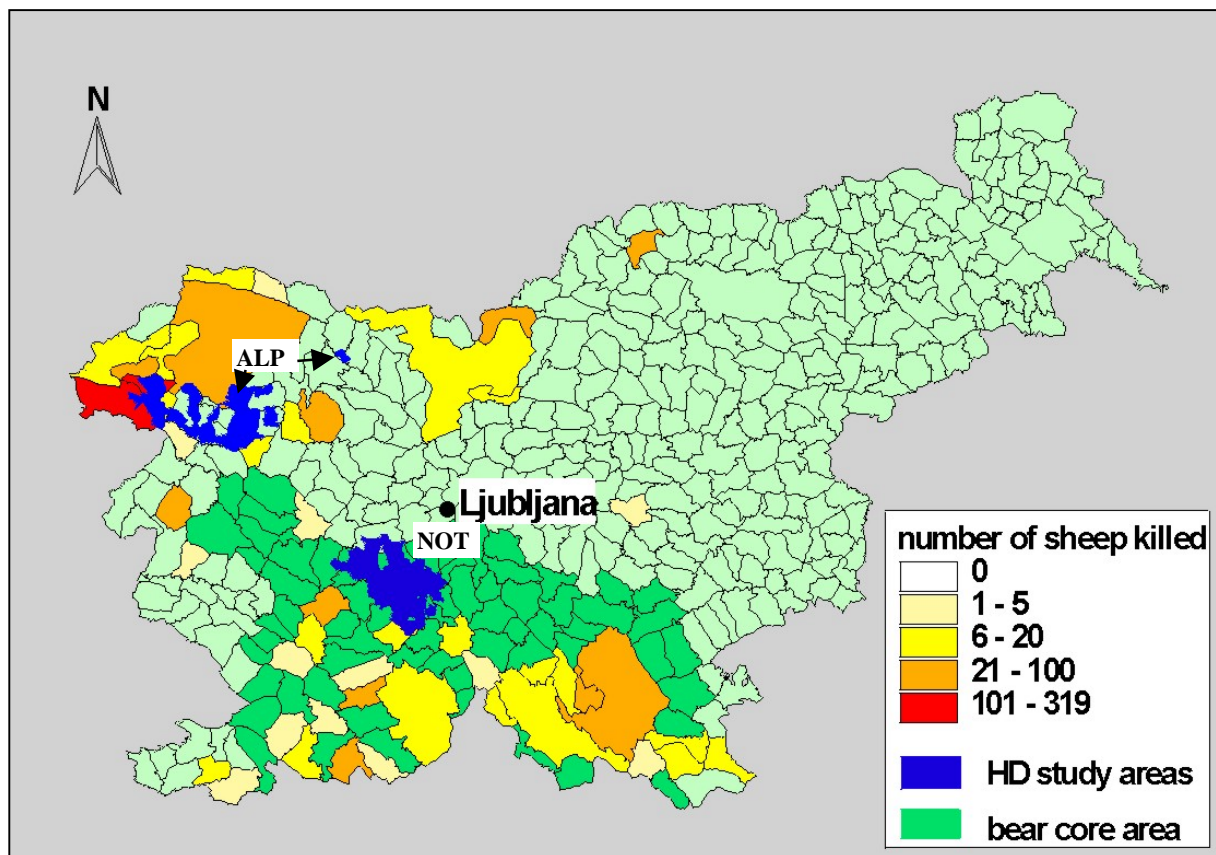 N
ALP
Ljubljana
NOT
number of sheep killed
0
1 - 5
6 - 20
21 - 100
101 - 319
HD study areas
bear core area